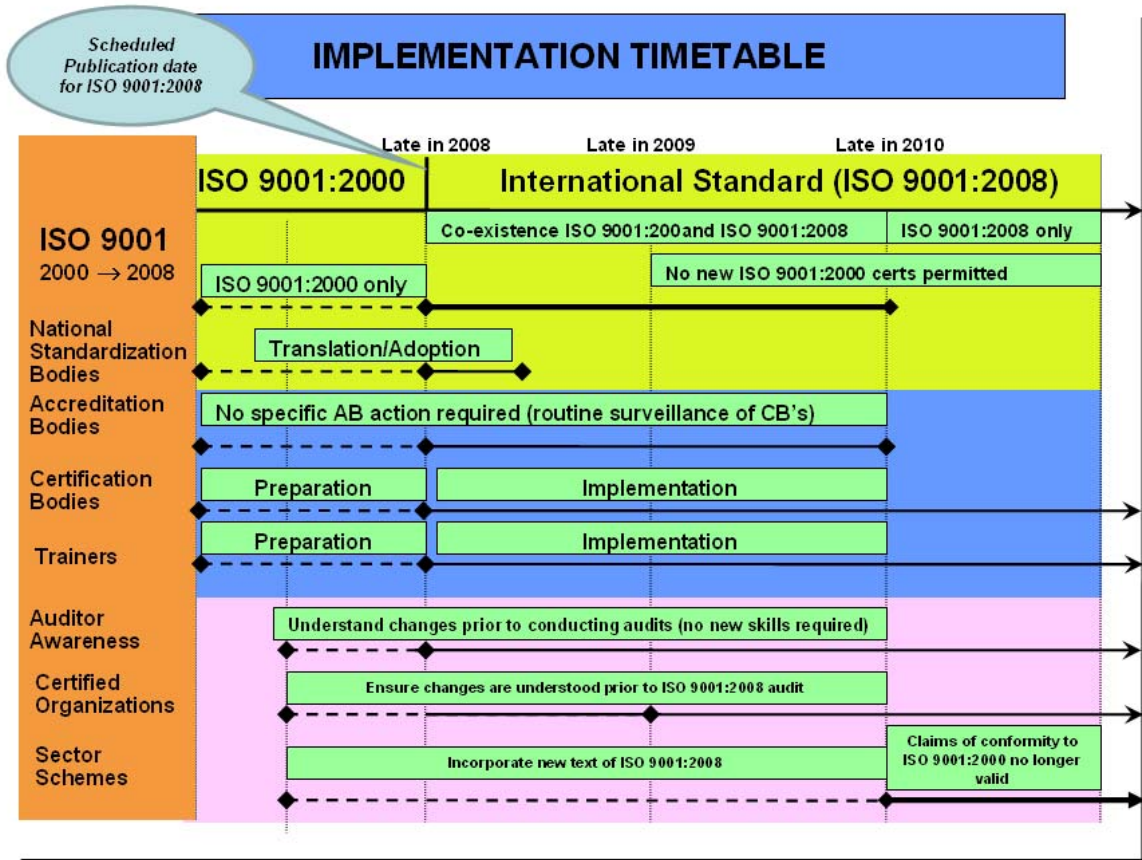 Scheduled
Publication date
for ISO 9001:2008
IMPLEMENTATION TIMETABLE
Late in 2008
Late in 2009
Late in 2010
ISO 9001:2000
International Standard (ISO 9001:2008)
ISO 9001
2000 → 2008
Co-existence ISO 9001:200and ISO 9001:2008
ISO 9001:2008 only
No new ISO 9001:2000 certs permitted
ISO 9001:2000 only
National
Standardization
Bodies
Translation/Adoption
Accreditation
Bodies
No specific AB action required (routine surveillance of CB's)
Certification
Bodies
Preparation
Implementation
Trainers
Preparation
Implementation
Auditor
Awareness
Understand changes prior to conducting audits (no new skills required)
Certified
Organizations
Ensure changes are understood prior to ISO 9001:2008 audit
Sector
Schemes
Incorporate new text of ISO 9001:2008
Claims of conformity to
ISO 9001:2000 no longer
valid